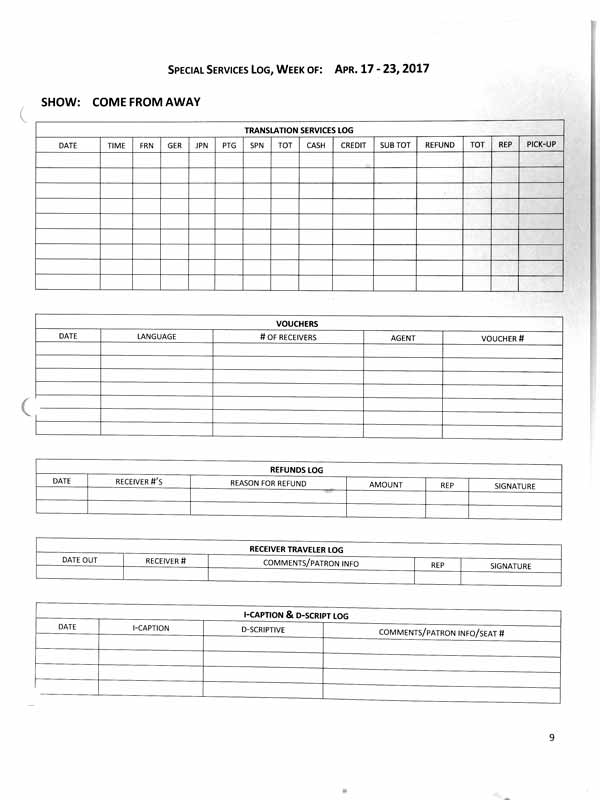 SPECIAL SERVICES LOG, WEEK OF: APR. 17 - 23, 2017
SHOW: COME FROM AWAY
TRANSLATION SERVICES LOG
DATE TIME FRN GER JPN PTG SPN TOT CASH CREDIT SUB TOT REFUND TOT REP PICK-UP
VOUCHERS
DATE LANGUAGE # OF RECEIVERS AGENT VOUCHER #
REFUNDS LOG
DATE RECEIVER #'S REASON FOR REFUND AMOUNT REP SIGNATURE
RECEIVER TRAVELER LOG
DATE OUT RECEIVER # COMMENTS/PATRON INFO REP SIGNATURE
I-CAPTION & D-SCRIPT LOG
DATE I-CAPTION D-SCRIPTIVE COMMENTS/PATRON INFO/SEAT #
9